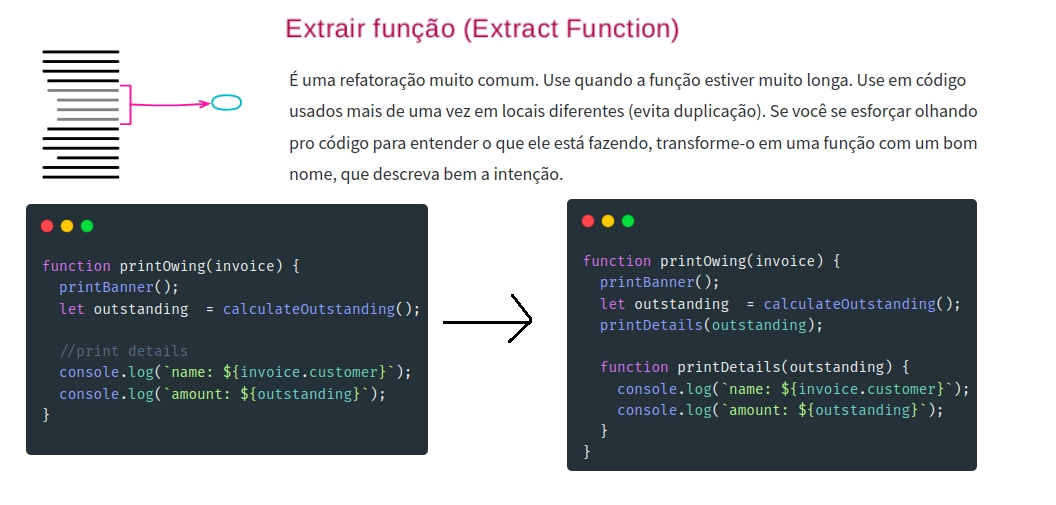 Extrair função (Extract Function)
É uma refatoração muito comum. Use quando a função estiver muito longa. Use em código
usados mais de uma vez em locais diferentes (evita duplicação). Se você se esforçar olhando
pro código para entender o que ele está fazendo, transforme-o em uma função com um bom
nome, que descreva bem a intenção.
function printOwing(invoice) {
  printBanner();
  let outstanding  = calculateOutstanding();

  //print details
  console.log(`name: ${invoice.customer}`);
  console.log(`amount: ${outstanding}`);
}
function printOwing(invoice) {
  printBanner();
  let outstanding  = calculateOutstanding();
  printDetails(outstanding);

  function printDetails(outstanding) {
    console.log(`name: ${invoice.customer}`);
    console.log(`amount: ${outstanding}`);
  }
}